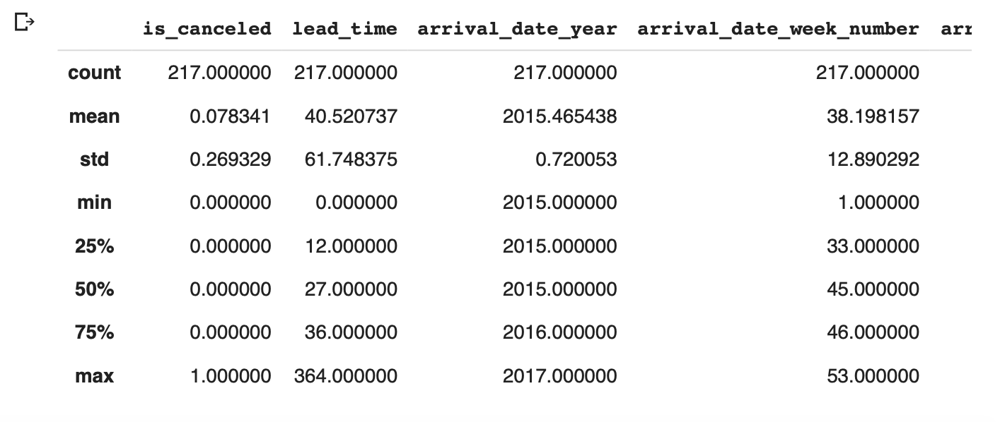 is_canceled lead_time arrival_date_year arrival_date_week_number arr
count 217.000000 217.000000 217.000000 217.000000
mean 0.078341 40.520737 2015.465438 38.198157
std 0.269329 61.748375 0.720053 12.890292
min 0.000000 0.000000 2015.000000 1.000000
25% 0.000000 12.000000 2015.000000 33.000000
50% 0.000000 27.000000 2015.000000 45.000000
75% 0.000000 36.000000 2016.000000 46.000000
max 1.000000 364.000000 2017.000000 53.000000